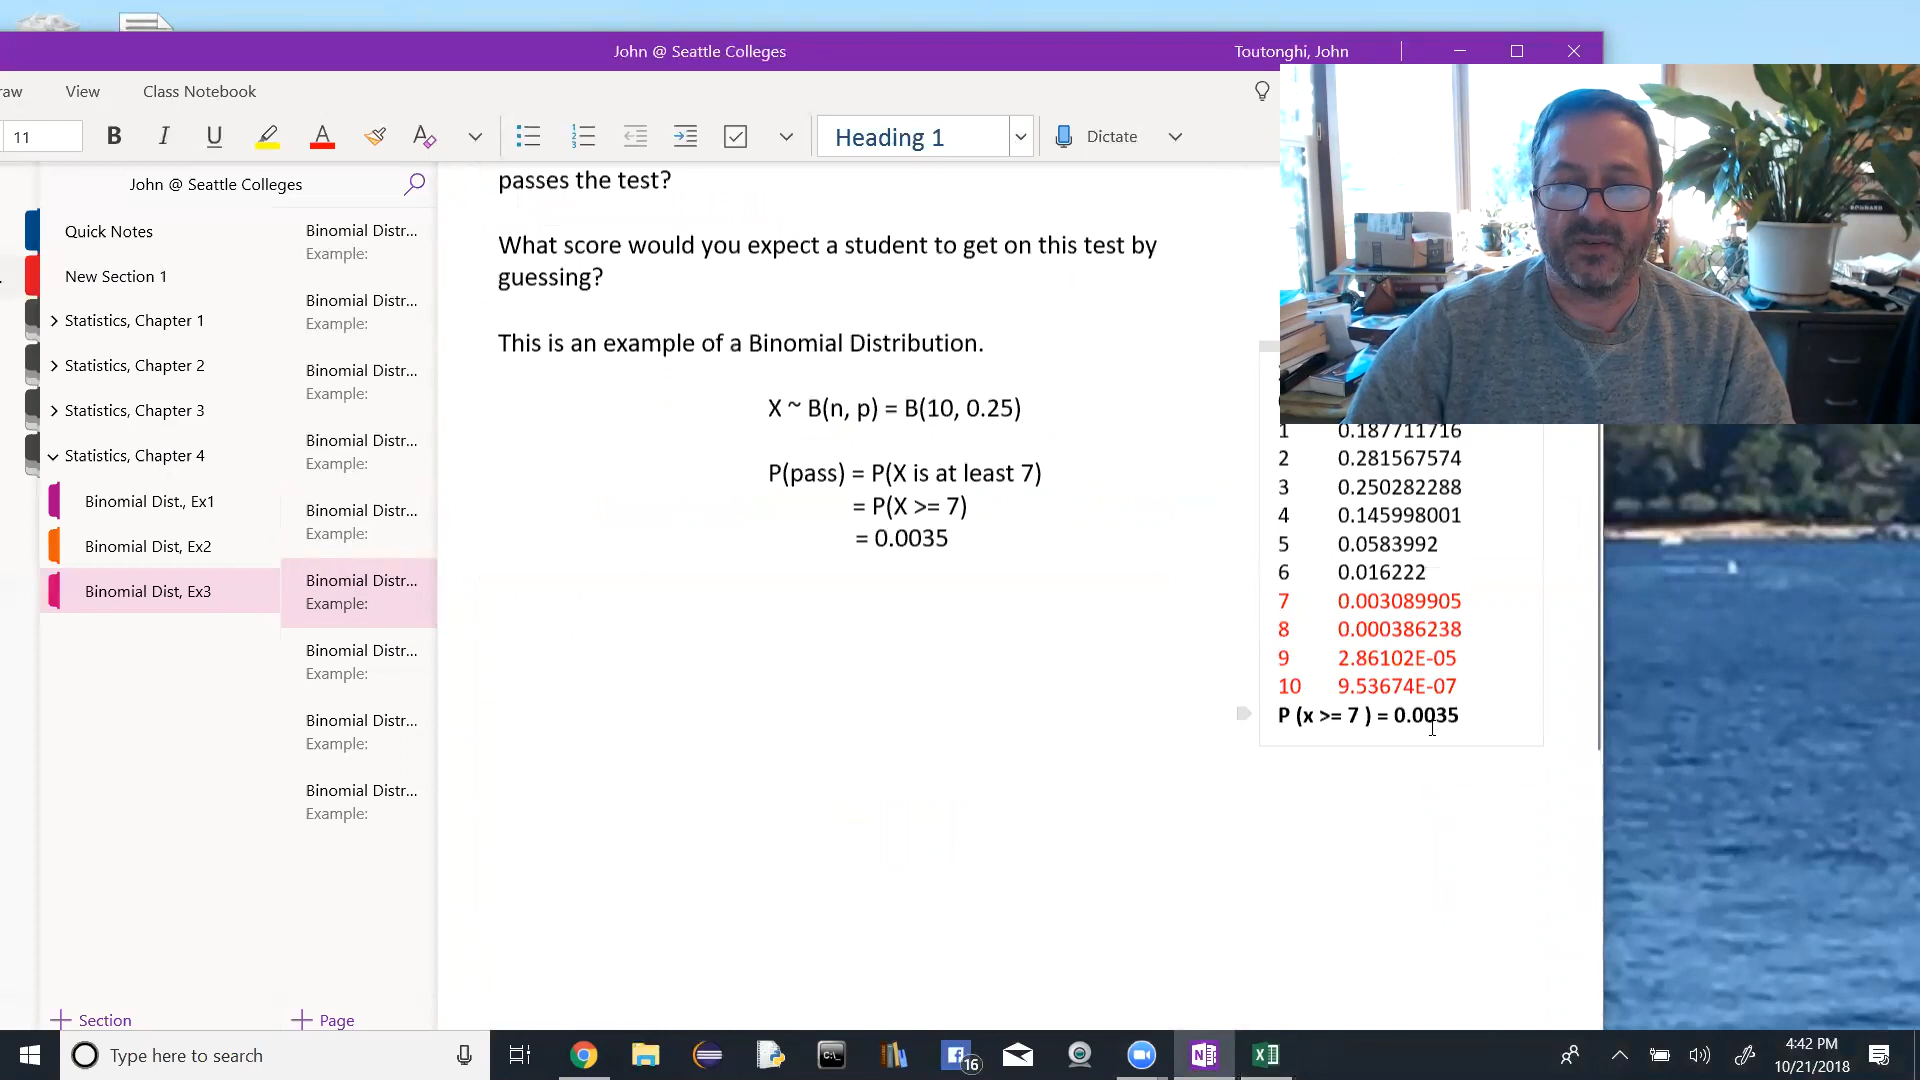 John @ Seattle Colleges
Toutonghi, John
View
Class Notebook
11
B
I
U
A
A
Heading 1
Dictate
John @ Seattle Colleges
Quick Notes
New Section 1
Statistics, Chapter 1
Statistics, Chapter 2
Statistics, Chapter 3
Statistics, Chapter 4
Binomial Dist., Ex1
Binomial Dist, Ex2
Binomial Dist, Ex3
Section
Binomial Distr...
Example:
Binomial Distr...
Example:
Binomial Distr...
Example:
Binomial Distr...
Example:
Binomial Distr...
Example:
Binomial Distr...
Example:
Binomial Distr...
Example:
Binomial Distr...
Example:
Binomial Distr...
Example:
Page
passes the test?
What score would you expect a student to get on this test by
guessing?
This is an example of a Binomial Distribution.
X ~ B(n, p) = B(10, 0.25)
P(pass) = P(X is at least 7)
= P(X >= 7)
= 0.0035
1 0.187711716
2 0.281567574
3 0.250282288
4 0.145998001
5 0.0583992
6 0.016222
7 0.003089905
8 0.000386238
9 2.86102E-05
10 9.53674E-07
P (x >= 7 ) = 0.0035
Type here to search
16
4:42 PM
10/21/2018